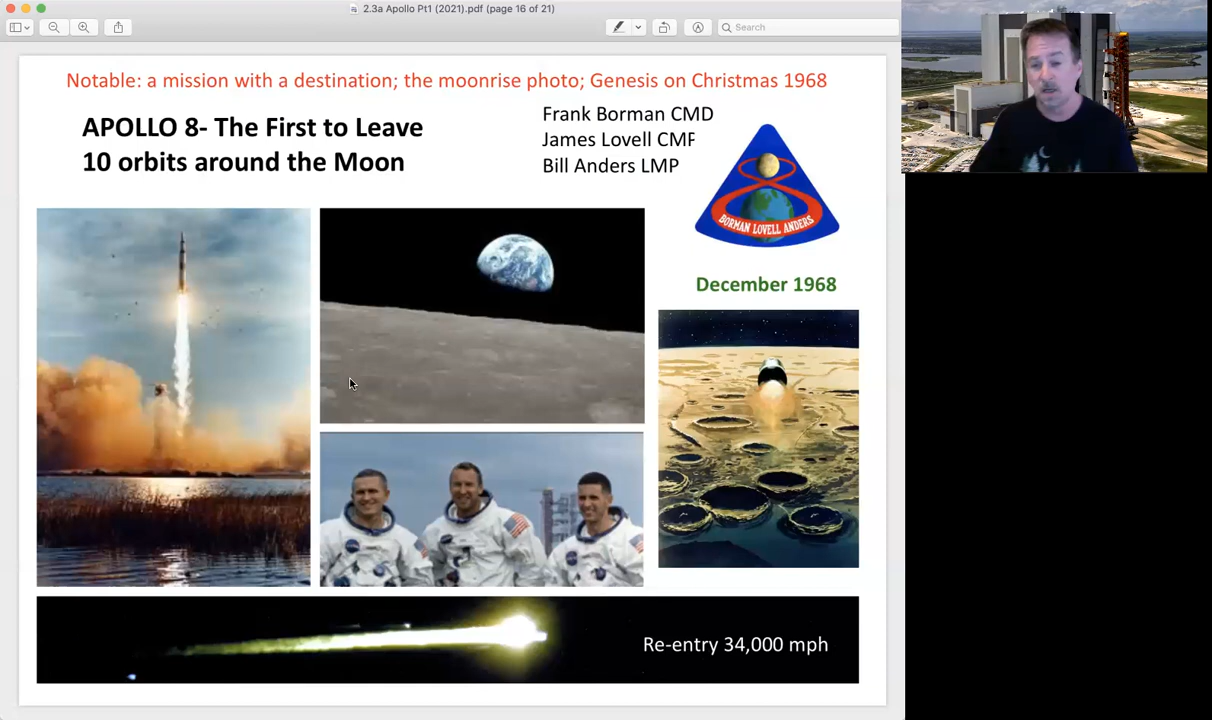 2.3a Apollo Pt1 (2021).pdf (page 16 of 21)
Search
Notable: a mission with a destination; the moonrise photo; Genesis on Christmas 1968
APOLLO 8- The First to Leave
10 orbits around the Moon
Frank Borman CMD
James Lovell CMP
Bill Anders LMP
BORMAN LOVELL ANDERS
December 1968
Re-entry 34,000 mph